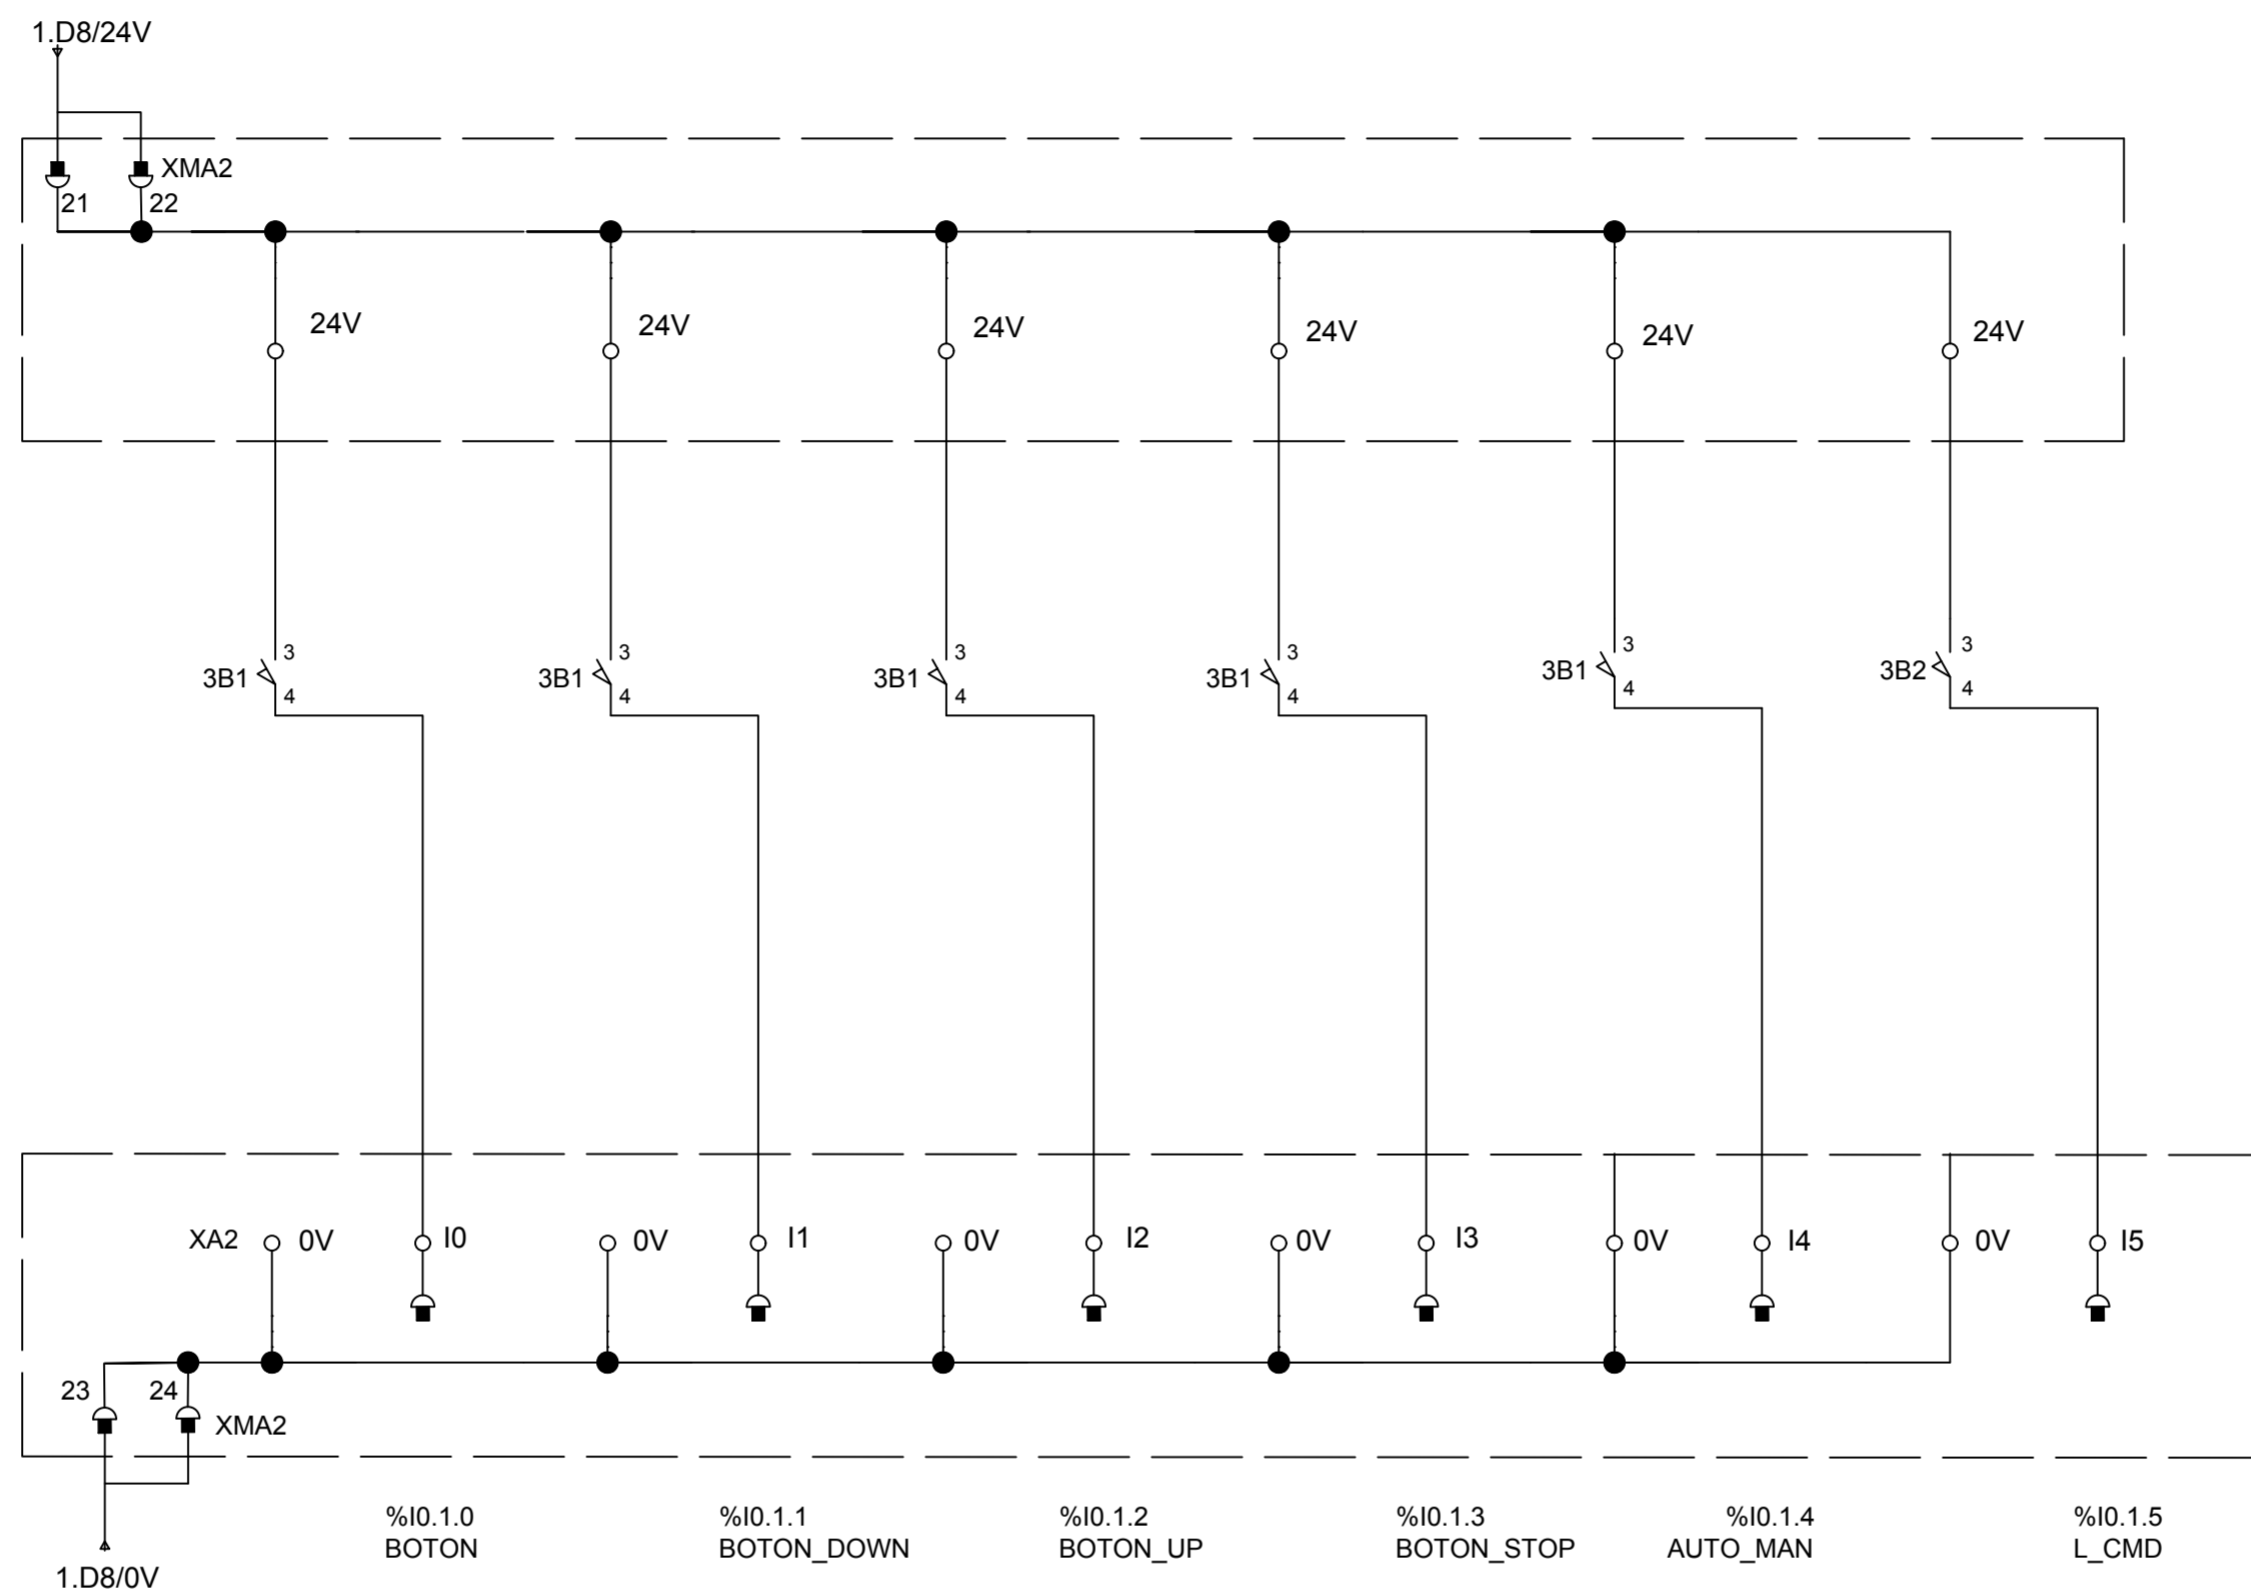 1.D8/24V
XMA2
21
22
24V
24V
24V
24V
24V
24V
3B1
3
4
3B1
3
4
3B1
3
4
3B1
3
4
3B1
3
4
3B2
3
4
XA2
0V
I0
0V
I1
0V
I2
0V
I3
0V
I4
0V
I5
23
24
XMA2
%I0.1.0
BOTON
%I0.1.1
BOTON_DOWN
%I0.1.2
BOTON_UP
%I0.1.3
BOTON_STOP
%I0.1.4
AUTO_MAN
%I0.1.5
L_CMD
1.D8/0V